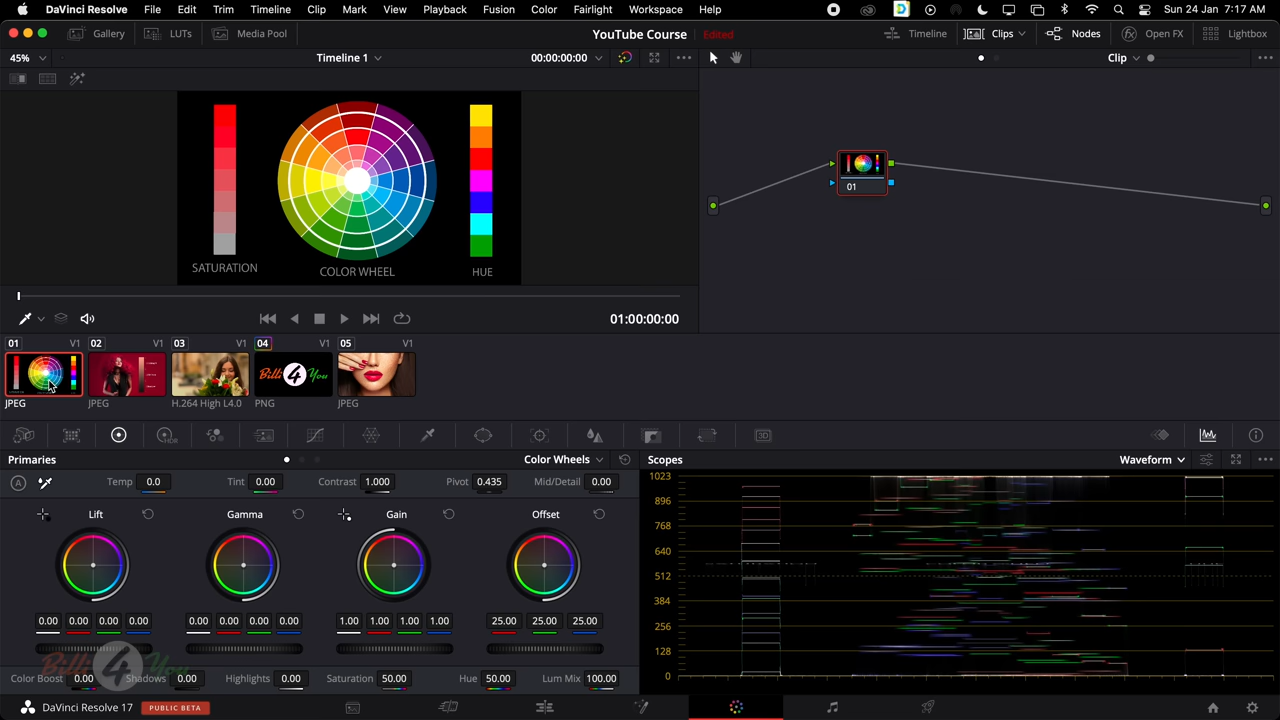 DaVinci Resolve File Edit Trim Timeline Clip Mark View Playback Fusion Color Fairlight Workspace Help Sun 24 Jan 7:17 AM
Gallery LUTs Media Pool YouTube Course Edited Timeline Clips Nodes Open FX Lightbox
45% Timeline 1 00:00:00:00 Clip
SATURATION COLOR WHEEL HUE
01
01:00:00:00
01 V1 02 V1 03 V1 04 V1 05 V1
Billi 4 You
JPEG JPEG H.264 High L4.0 PNG JPEG
HDR 3D
Primaries Color Wheels Scopes Waveform
A Temp 0.0 Tint 0.00 Contrast 1.000 Pivot 0.435 Mid/Detail 0.00
Lift Gamma Gain Offset
0.00 0.00 0.00 0.00 0.00 0.00 0.00 0.00 1.00 1.00 1.00 1.00 25.00 25.00 25.00
Billi 4 You
Color Boost 0.00 Shadows 0.00 Highlights 0.00 Saturation Hue 50.00 Lum Mix 100.00
1023
896
768
640
512
384
256
128
0
DaVinci Resolve 17 PUBLIC BETA